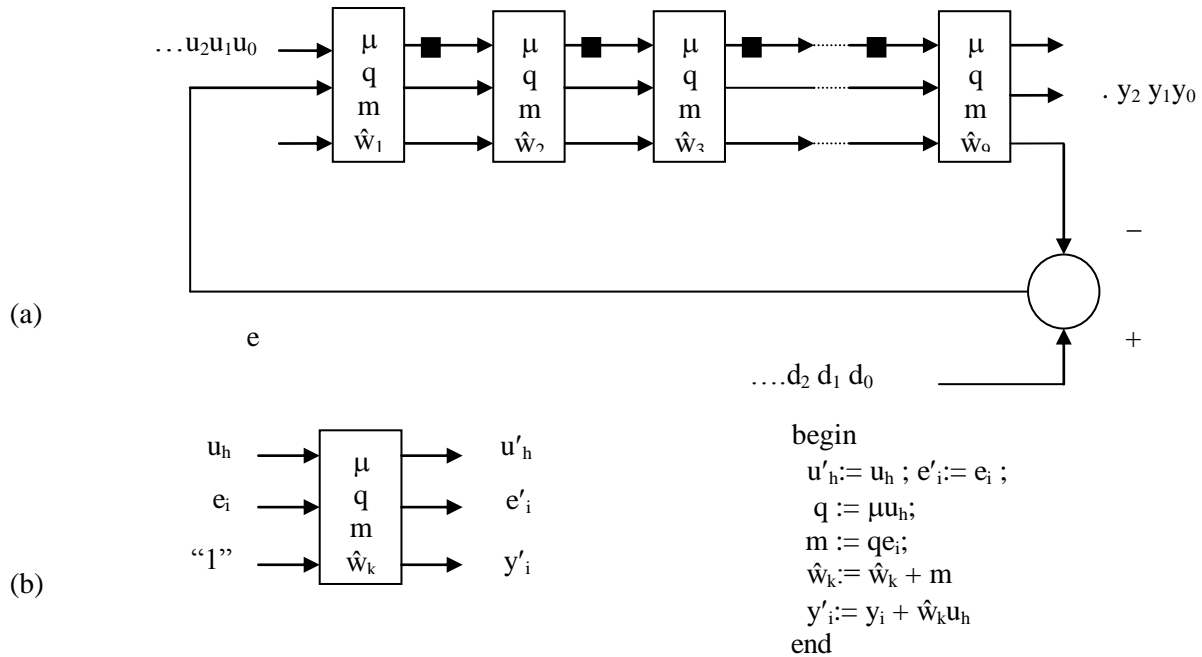 …u₂u₁u₀
μ
q
m
ŵ₁
μ
q
m
ŵ₂
μ
q
m
ŵ₃
μ
q
m
ŵ₉
. y₂ y₁y₀
−
+
(a)
e
….d₂ d₁ d₀
(b)
uₕ
eᵢ
“1”
μ
q
m
ŵₖ
u′ₕ
e′ᵢ
y′ᵢ
begin
u′ₕ:= uₕ ; e′ᵢ:= eᵢ ;
q := μuₕ;
m := qeᵢ;
ŵₖ:= ŵₖ + m
y′ᵢ:= yᵢ + ŵₖuₕ
end